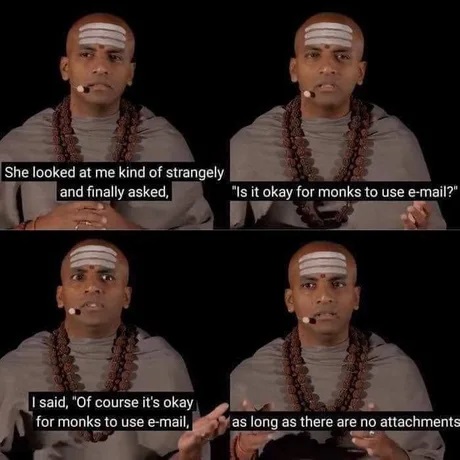 She looked at me kind of strangely
and finally asked,
"Is it okay for monks to use e-mail?"
I said, "Of course it's okay
for monks to use e-mail,
as long as there are no attachments